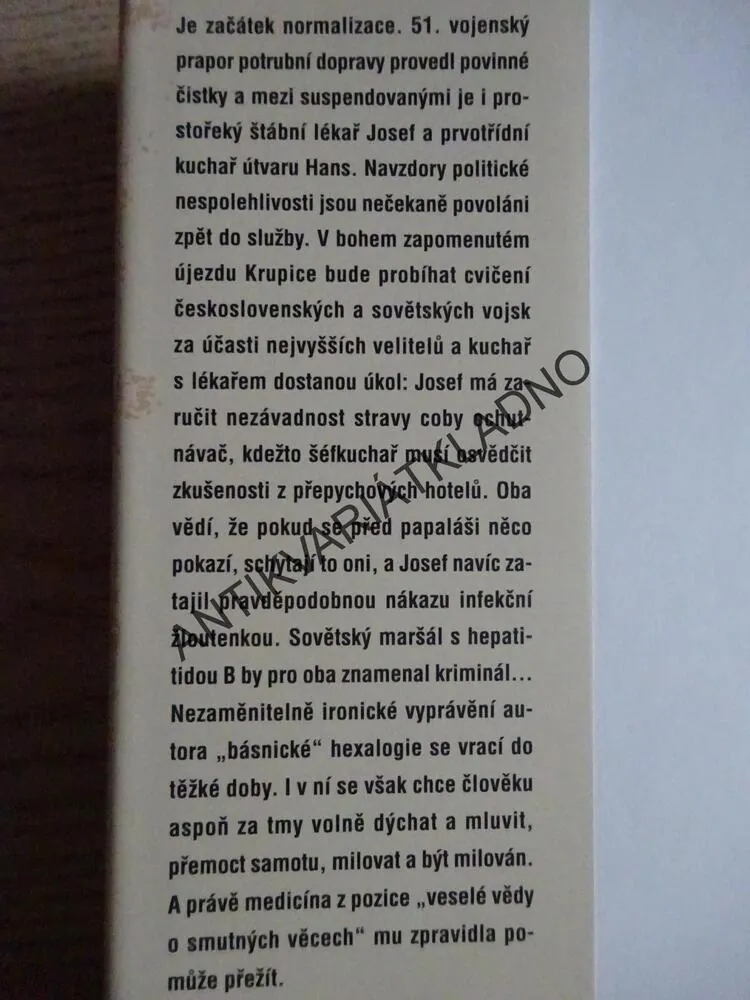 Je začátek normalizace. 51. vojenský
prapor potrubní dopravy provedl povinné
čistky a mezi suspendovanými je i pro-
stořeký štábní lékař Josef a prvotřídní
kuchař útvaru Hans. Navzdory politické
nespolehlivosti jsou nečekaně povoláni
zpět do služby. V bohem zapomenutém
újezdu Krupice bude probíhat cvičení
československých a sovětských vojsk
za účasti nejvyšších velitelů a kuchař
s lékařem dostanou úkol: Josef má za-
ručit nezávadnost stravy coby ochut-
návač, kdežto šéfkuchař musí osvědčit
zkušenosti z přepychových hotelů. Oba
vědí, že pokud se před papaláši něco
pokazí, schytají to oni, a Josef navíc za-
tajil pravděpodobnou nákazu infekční
žloutenkou. Sovětský maršál s hepati-
tidou B by pro oba znamenal kriminál...
Nezaměnitelně ironické vyprávění au-
tora „básnické“ hexalogie se vrací do
těžké doby. I v ní se však chce člověku
aspoň za tmy volně dýchat a mluvit,
přemoct samotu, milovat a být milován.
A právě medicína z pozice „veselé vědy
o smutných věcech“ mu zpravidla po-
může přežít.
ANTIKVARIÁTKLADNO